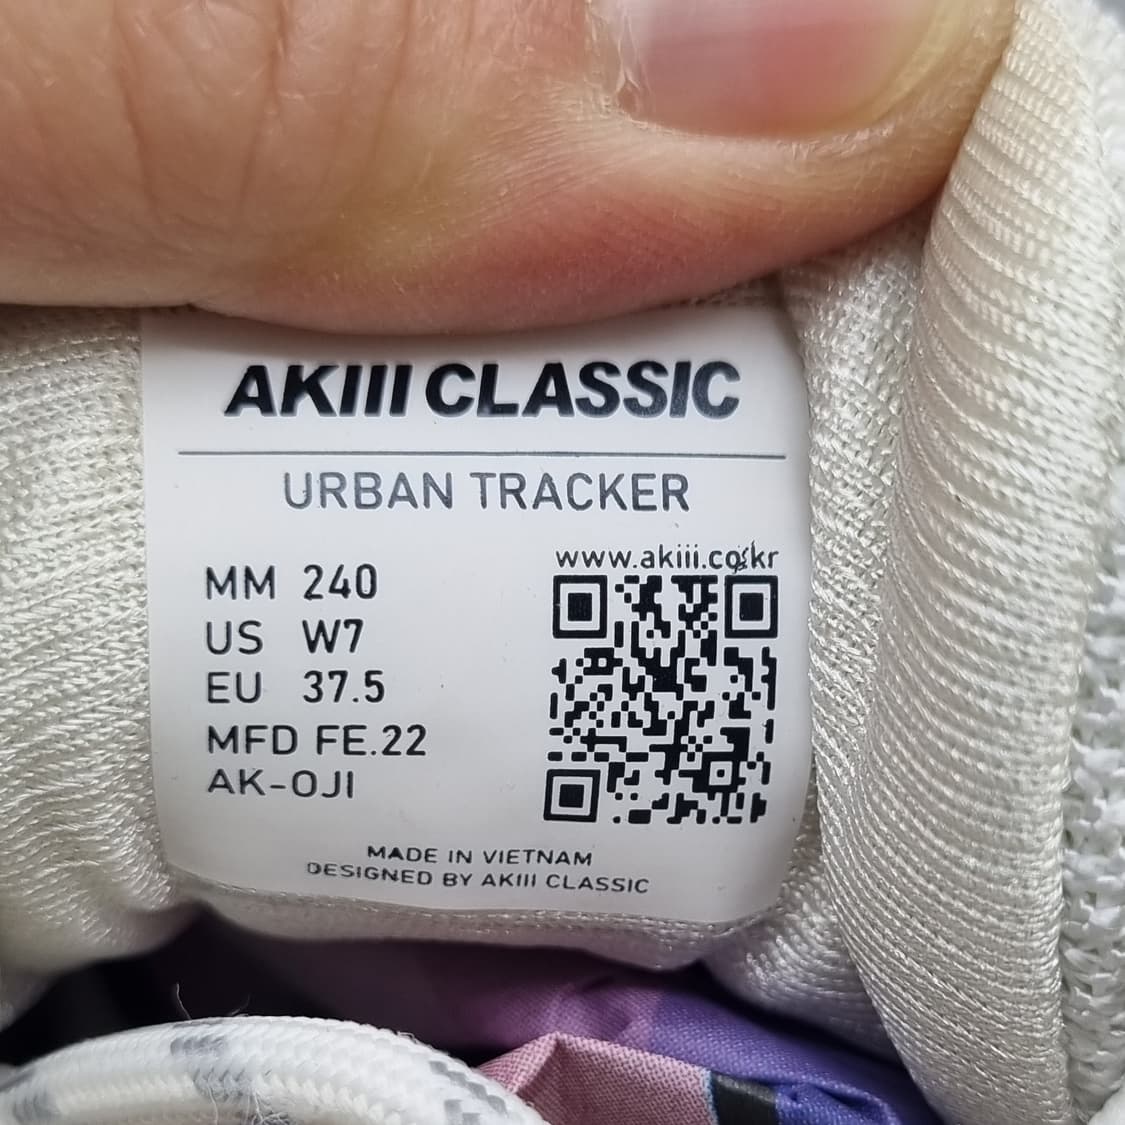 AKIII CLASSIC
URBAN TRACKER
www.akiii.co.kr
MM 240
US W7
EU 37.5
MFD FE.22
AK-OJI
MADE IN VIETNAM
DESIGNED BY AKIII CLASSIC